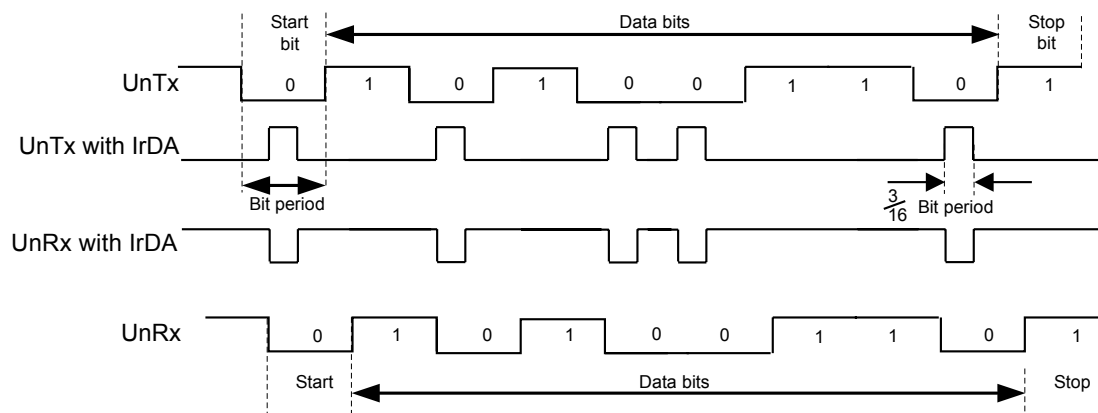 Start
bit
Data bits
Stop
bit
UnTx
0 1 0 1 0 0 1 1 0 1
UnTx with IrDA
Bit period
3/16 Bit period
UnRx with IrDA
UnRx
0 1 0 1 0 0 1 1 0 1
Start
Data bits
Stop